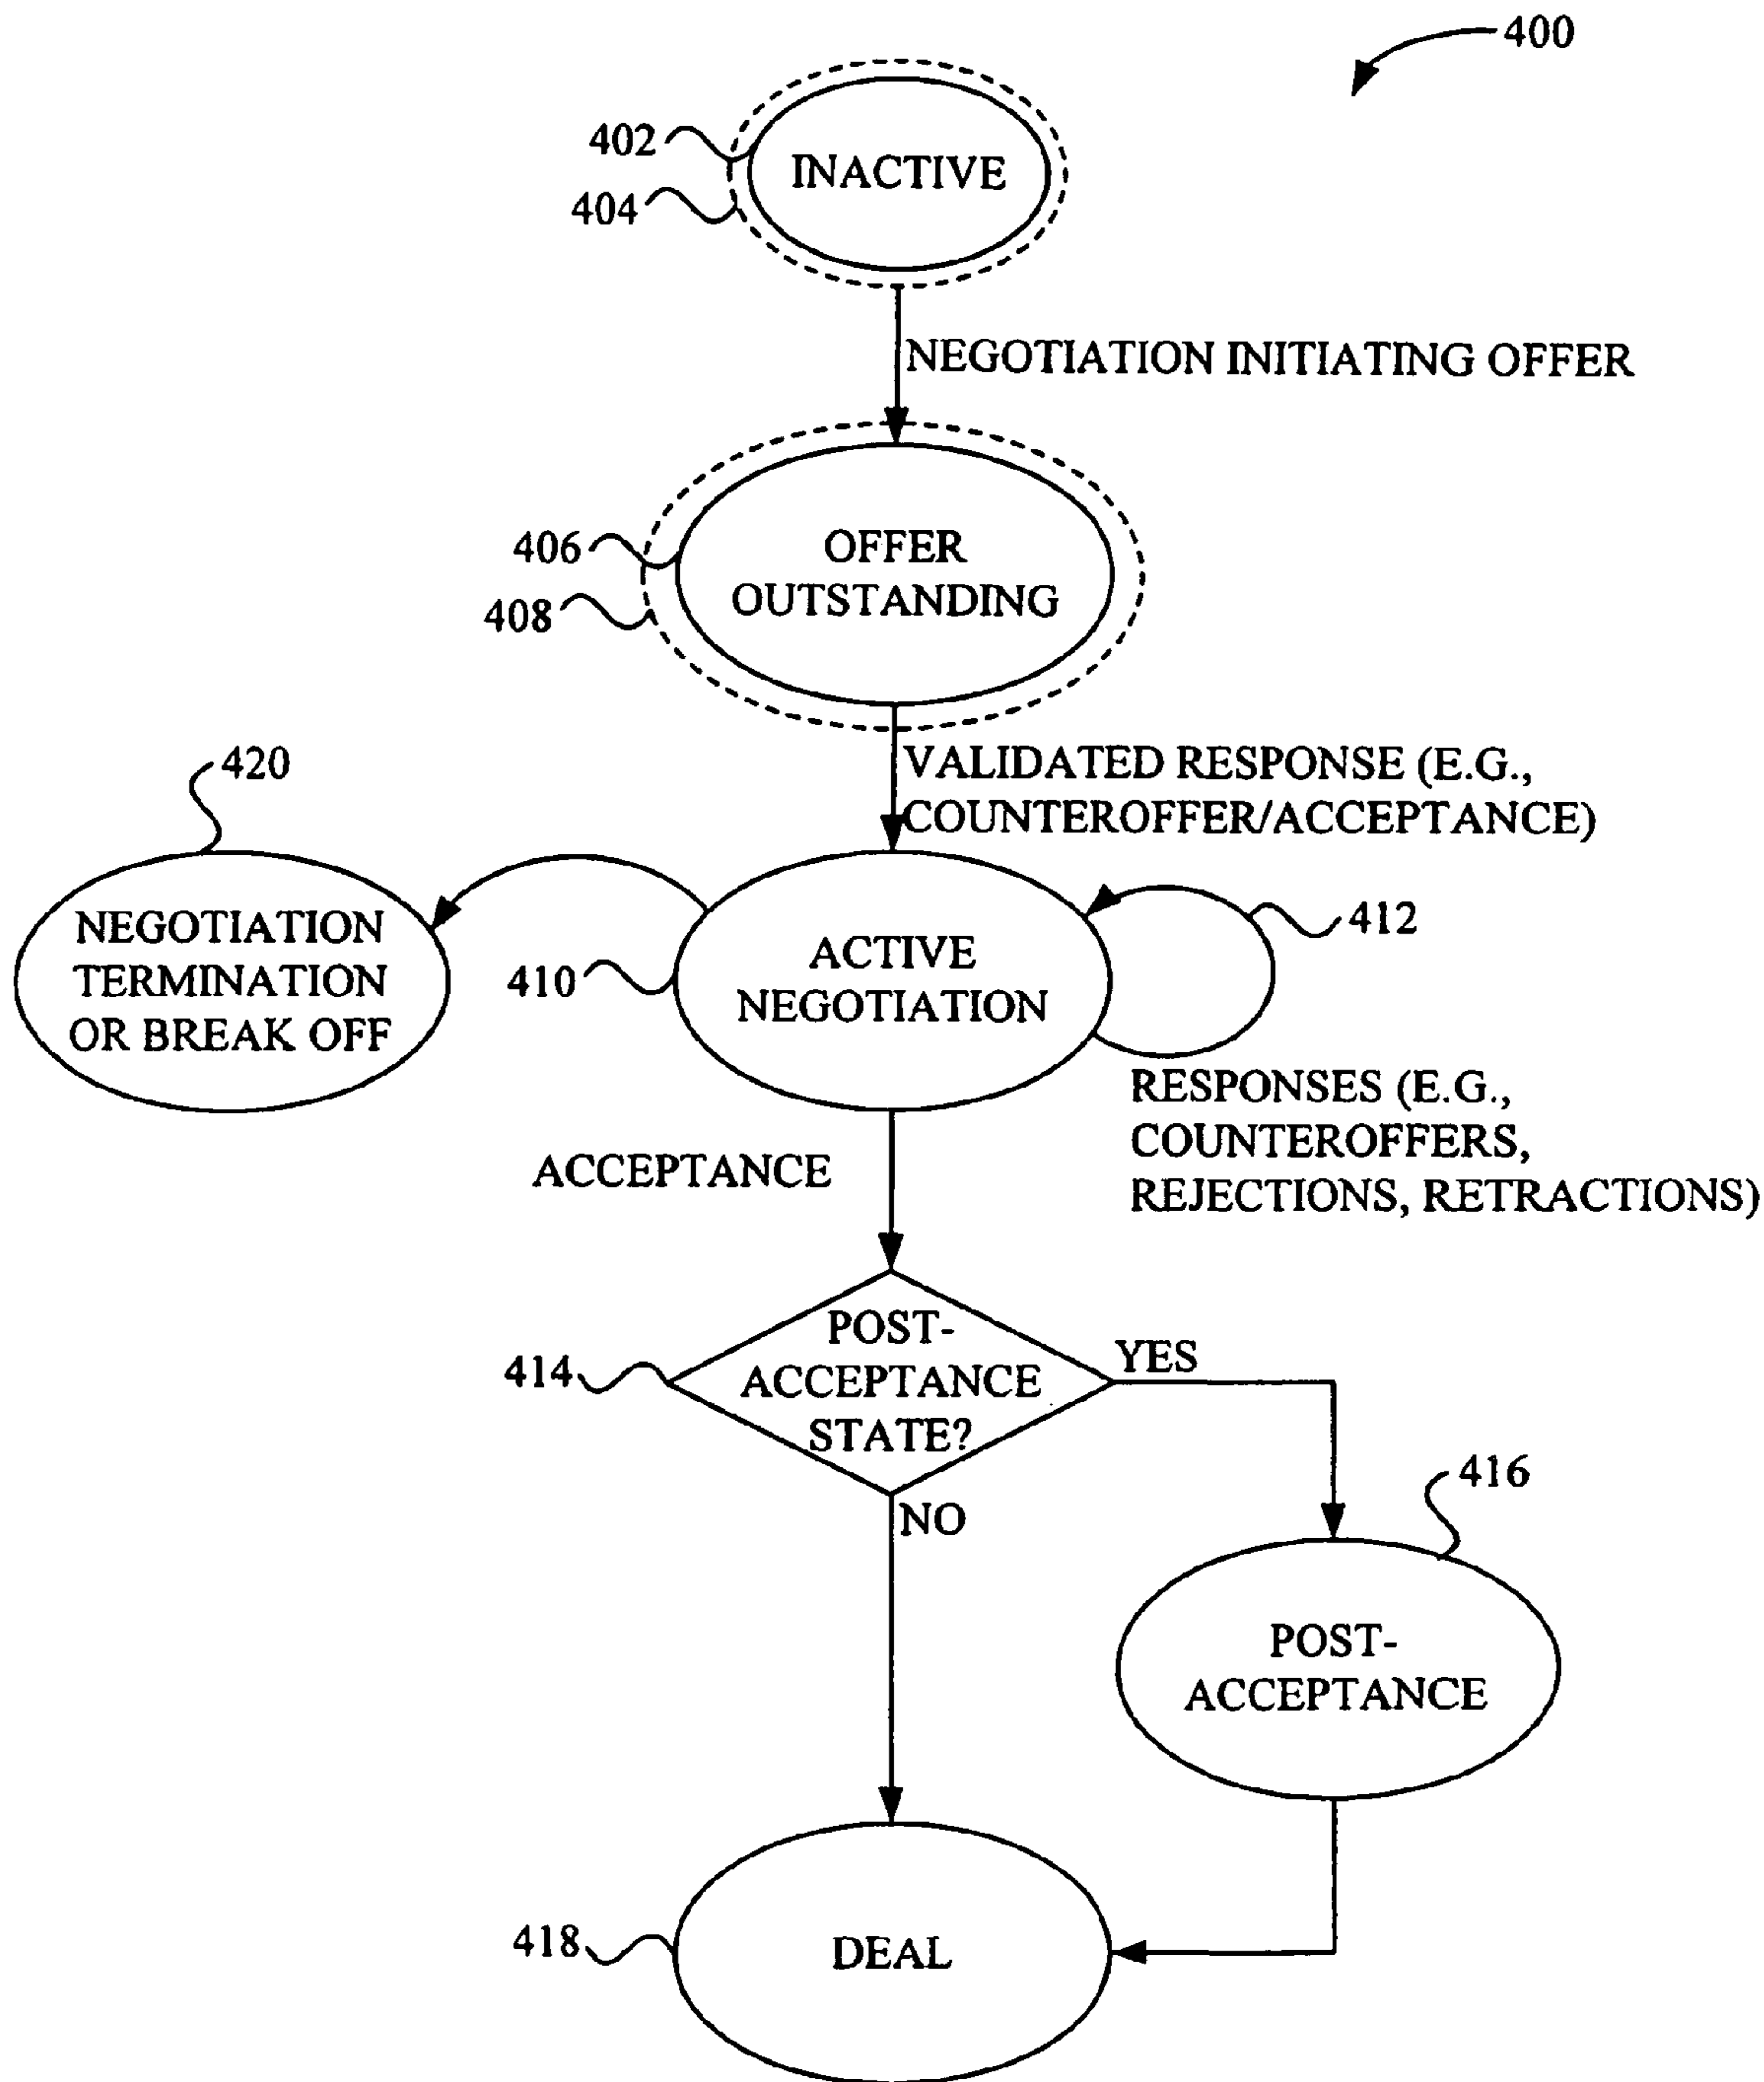 400
402
INACTIVE
404
NEGOTIATION INITIATING OFFER
406
OFFER
OUTSTANDING
408
VALIDATED RESPONSE (E.G.,
COUNTEROFFER/ACCEPTANCE)
420
NEGOTIATION
TERMINATION
OR BREAK OFF
410
ACTIVE
NEGOTIATION
412
RESPONSES (E.G.,
COUNTEROFFERS,
REJECTIONS, RETRACTIONS)
ACCEPTANCE
414
POST-
ACCEPTANCE
STATE?
YES
NO
416
POST-
ACCEPTANCE
418
DEAL